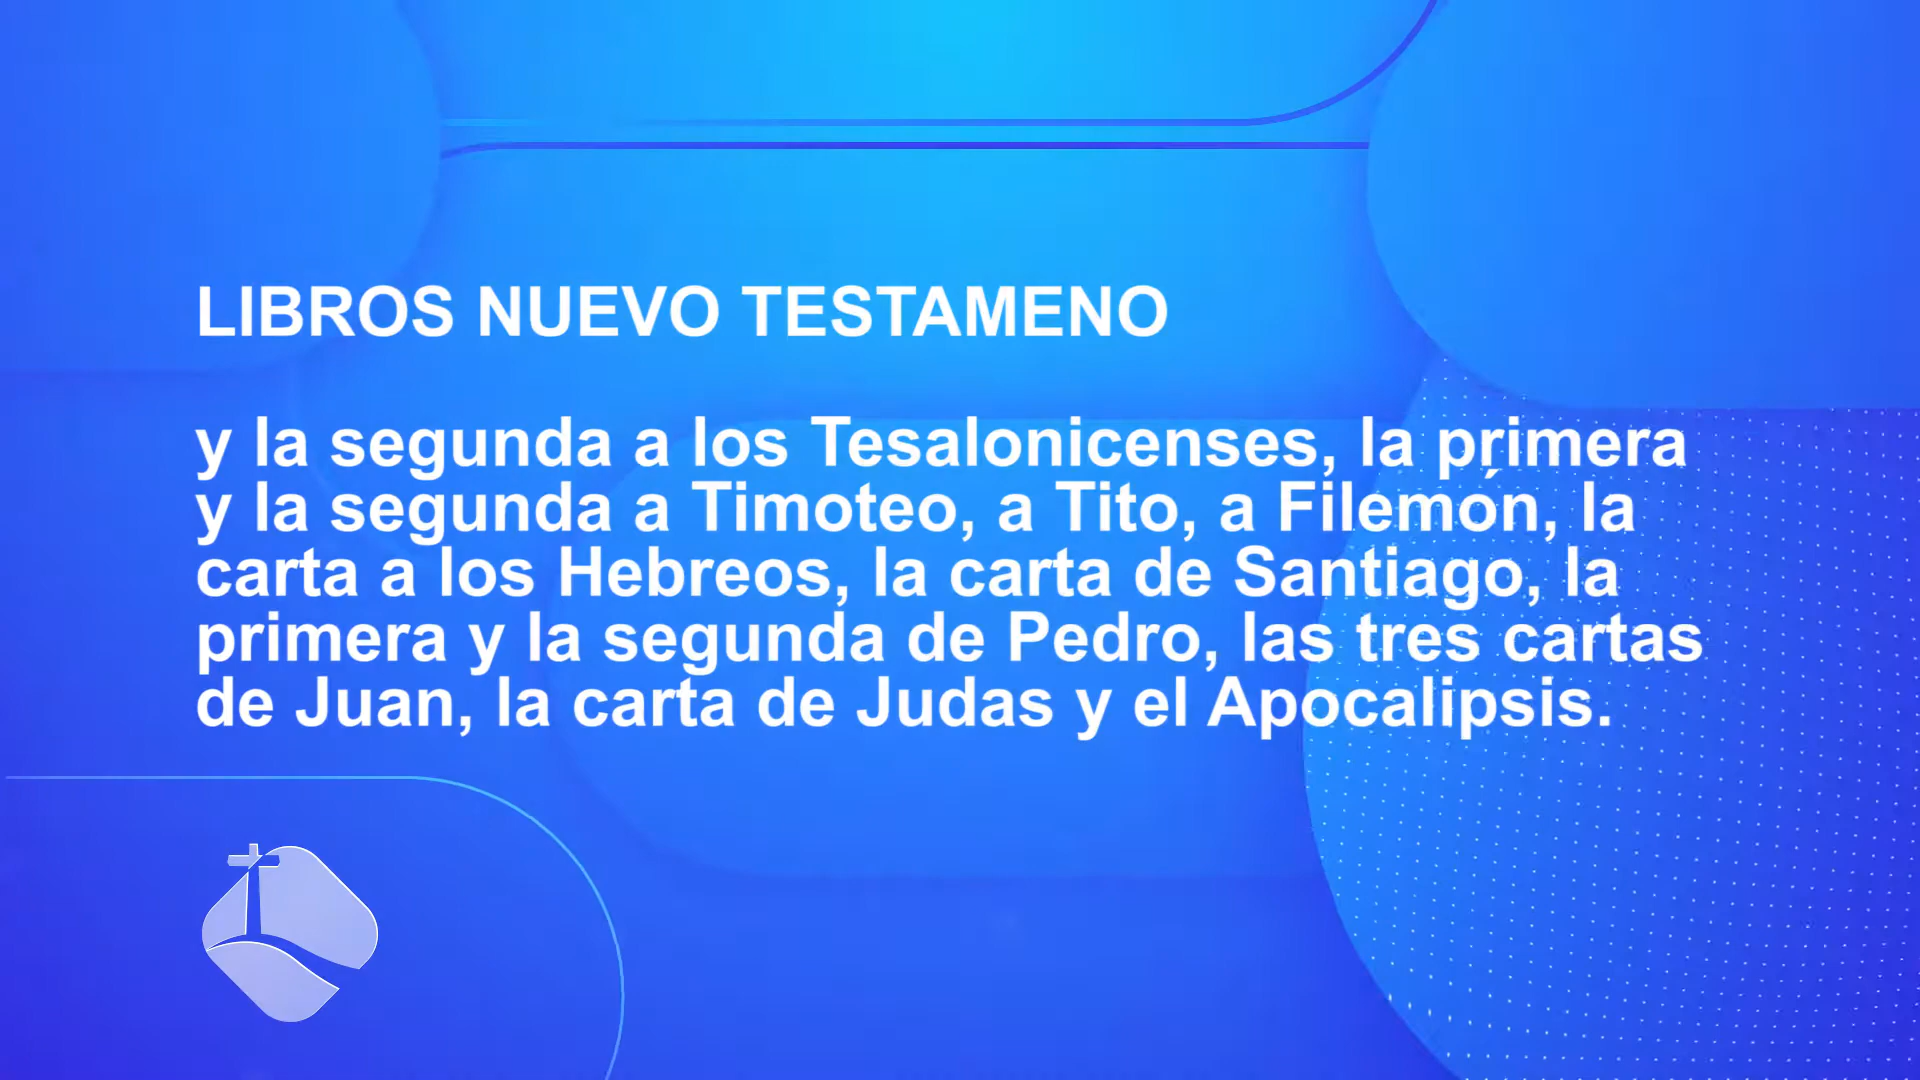 LIBROS NUEVO TESTAMENO
y la segunda a los Tesalonicenses, la primera
y la segunda a Timoteo, a Tito, a Filemón, la
carta a los Hebreos, la carta de Santiago, la
primera y la segunda de Pedro, las tres cartas
de Juan, la carta de Judas y el Apocalipsis.